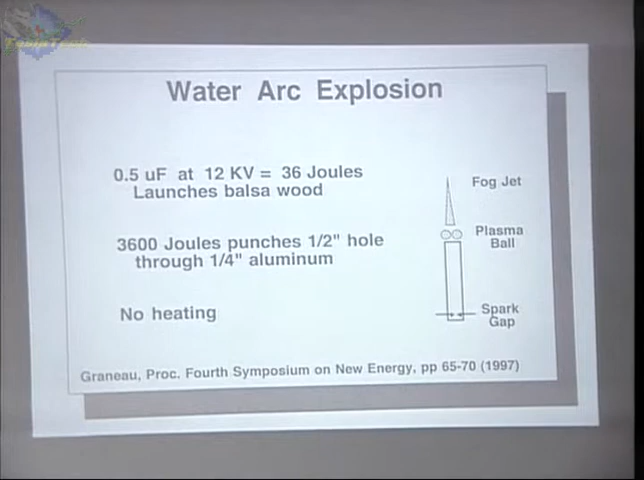 Water Arc Explosion
0.5 uF at 12 KV = 36 Joules
Launches balsa wood
3600 Joules punches 1/2" hole
through 1/4" aluminum
No heating
Fog Jet
Plasma
Ball
Spark
Gap
Graneau, Proc. Fourth Symposium on New Energy, pp 65-70 (1997)